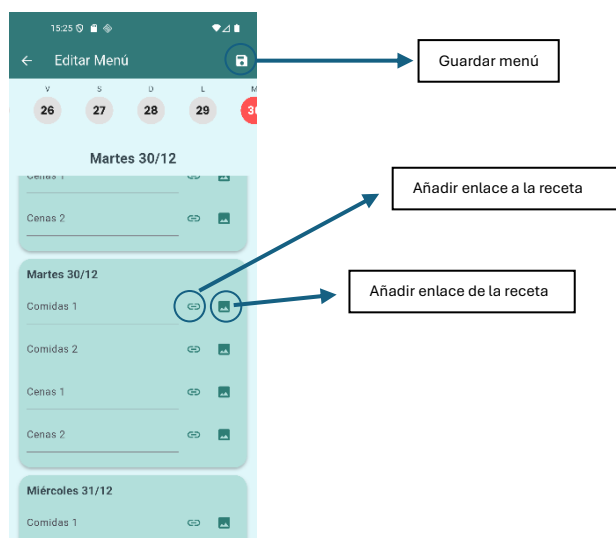 15:25
Editar Menú
V S D L M
26 27 28 29 30
Martes 30/12
Cenas 1
Cenas 2
Martes 30/12
Comidas 1
Comidas 2
Cenas 1
Cenas 2
Miércoles 31/12
Comidas 1
Guardar menú
Añadir enlace a la receta
Añadir enlace de la receta